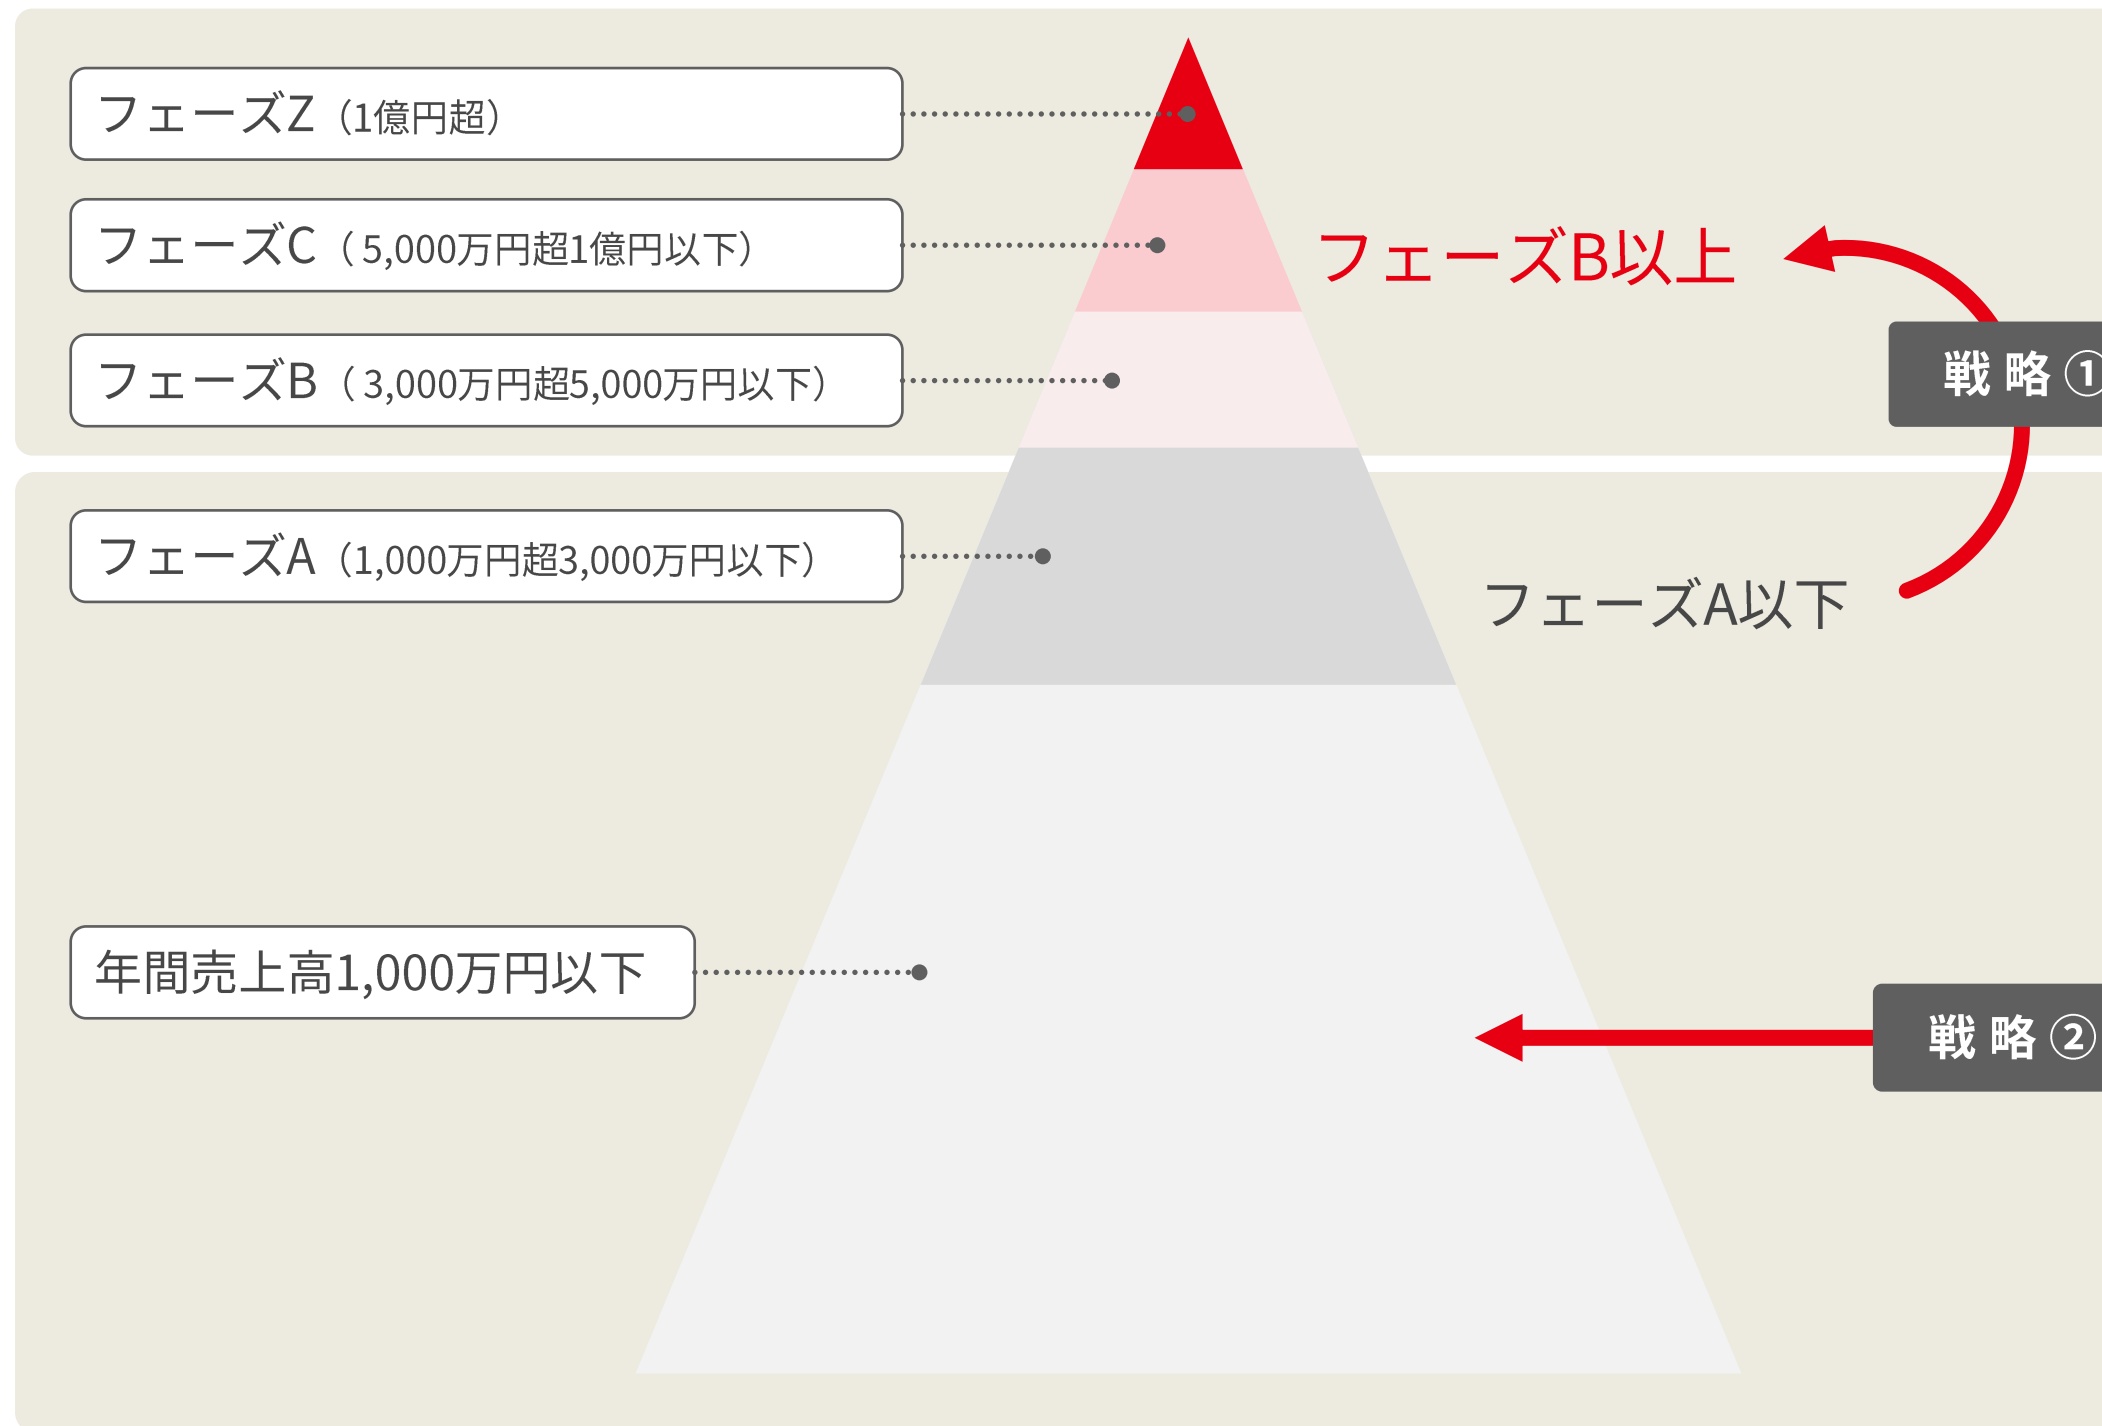 フェーズZ（1億円超）
フェーズC（ 5,000万円超1億円以下）
フェーズB以上
フェーズB（ 3,000万円超5,000万円以下）
戦略①
フェーズA（1,000万円超3,000万円以下）
フェーズA以下
年間売上高1,000万円以下
戦略②